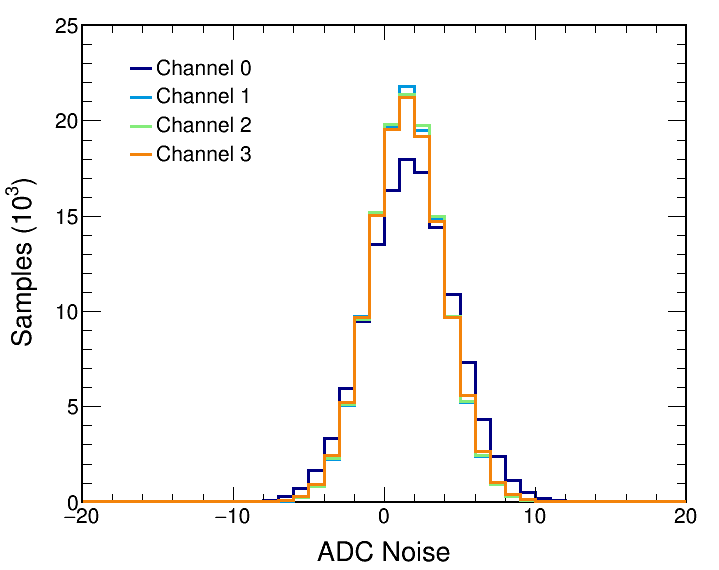 25
20
15
10
5
0
Samples (10³)
Channel 0
Channel 1
Channel 2
Channel 3
−20 −10 0 10 20
ADC Noise